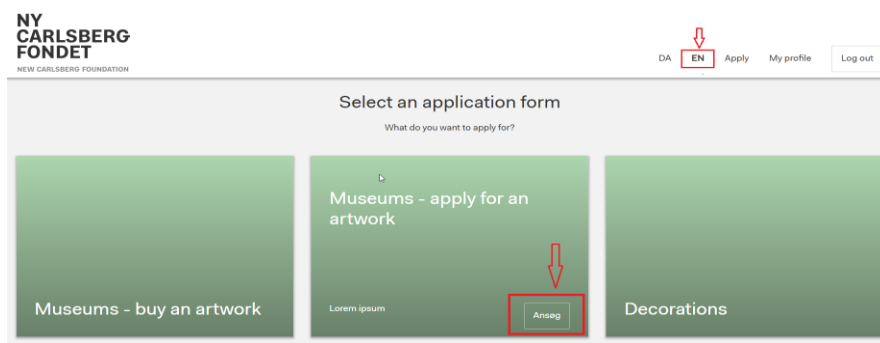 NY
CARLSBERG
FONDET
NEW CARLSBERG FOUNDATION
DA EN Apply My profile Log out
Select an application form
What do you want to apply for?
Museums - buy an artwork
Museums - apply for an
artwork
Lorem ipsum
Ansøg
Decorations